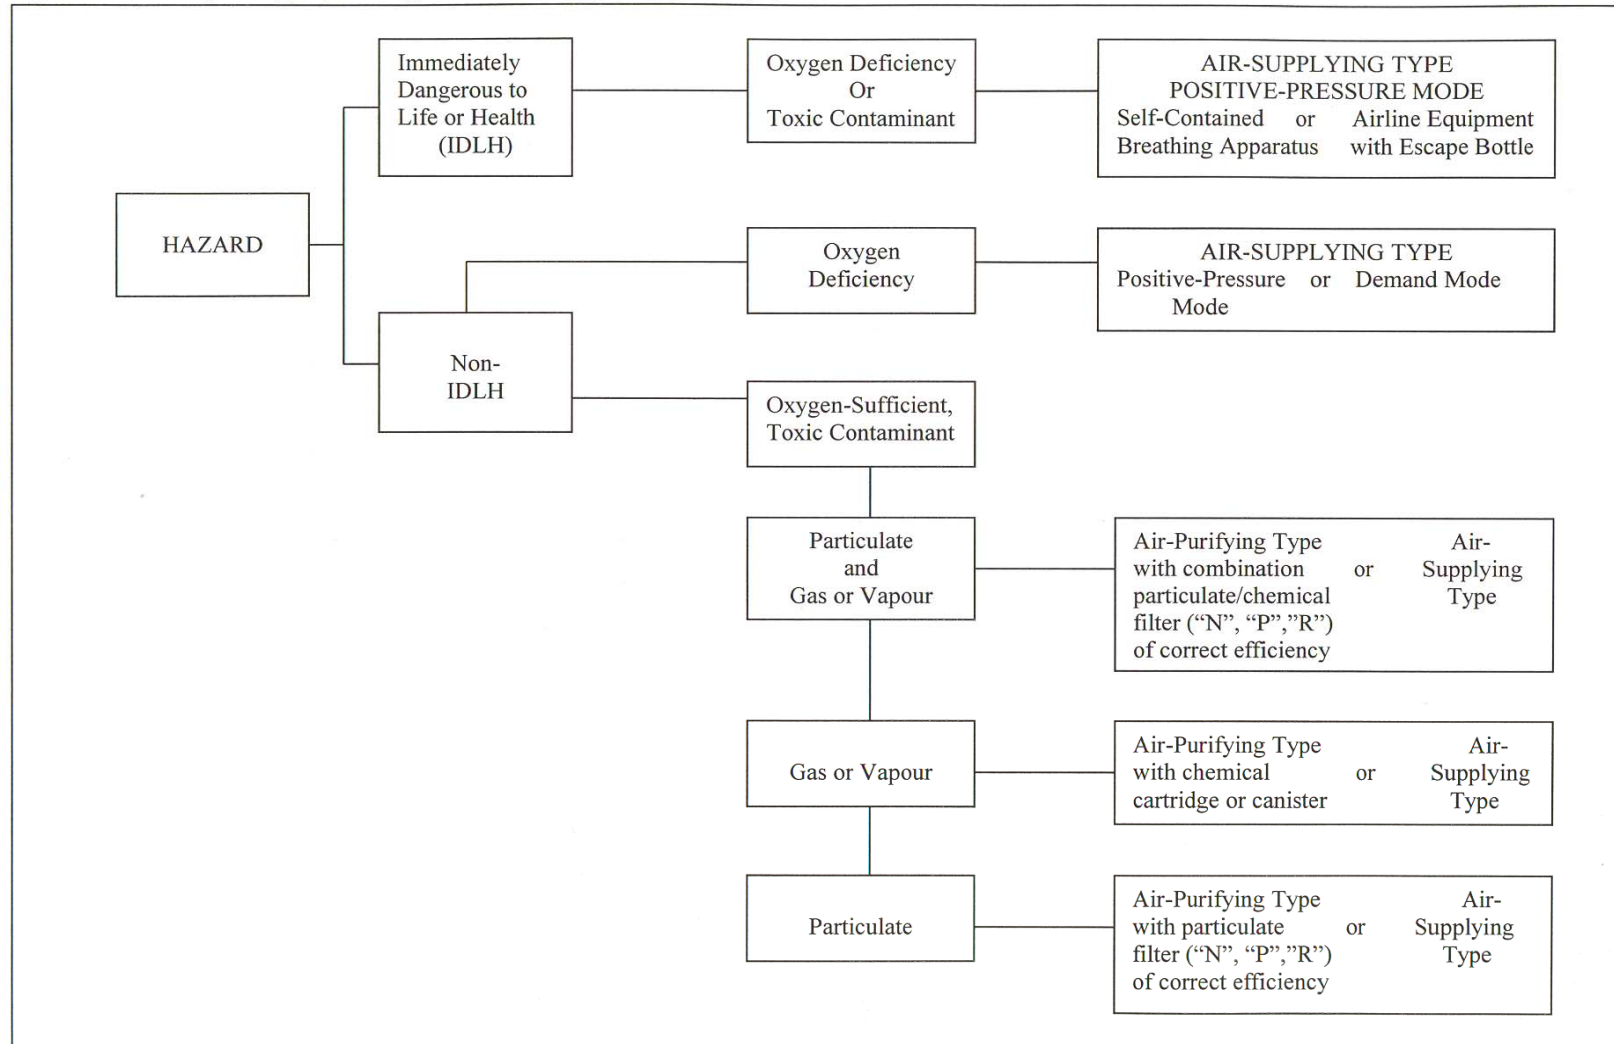 Immediately
Dangerous to
Life or Health
(IDLH)
Oxygen Deficiency
Or
Toxic Contaminant
AIR-SUPPLYING TYPE
POSITIVE-PRESSURE MODE
Self-Contained or Airline Equipment
Breathing Apparatus with Escape Bottle
HAZARD
Oxygen
Deficiency
AIR-SUPPLYING TYPE
Positive-Pressure or Demand Mode
Mode
Non-
IDLH
Oxygen-Sufficient,
Toxic Contaminant
Particulate
and
Gas or Vapour
Air-Purifying Type Air-
with combination or Supplying
particulate/chemical Type
filter (“N”, “P”,”R”)
of correct efficiency
Gas or Vapour
Air-Purifying Type Air-
with chemical or Supplying
cartridge or canister Type
Particulate
Air-Purifying Type Air-
with particulate or Supplying
filter (“N”, “P”,”R”) Type
of correct efficiency